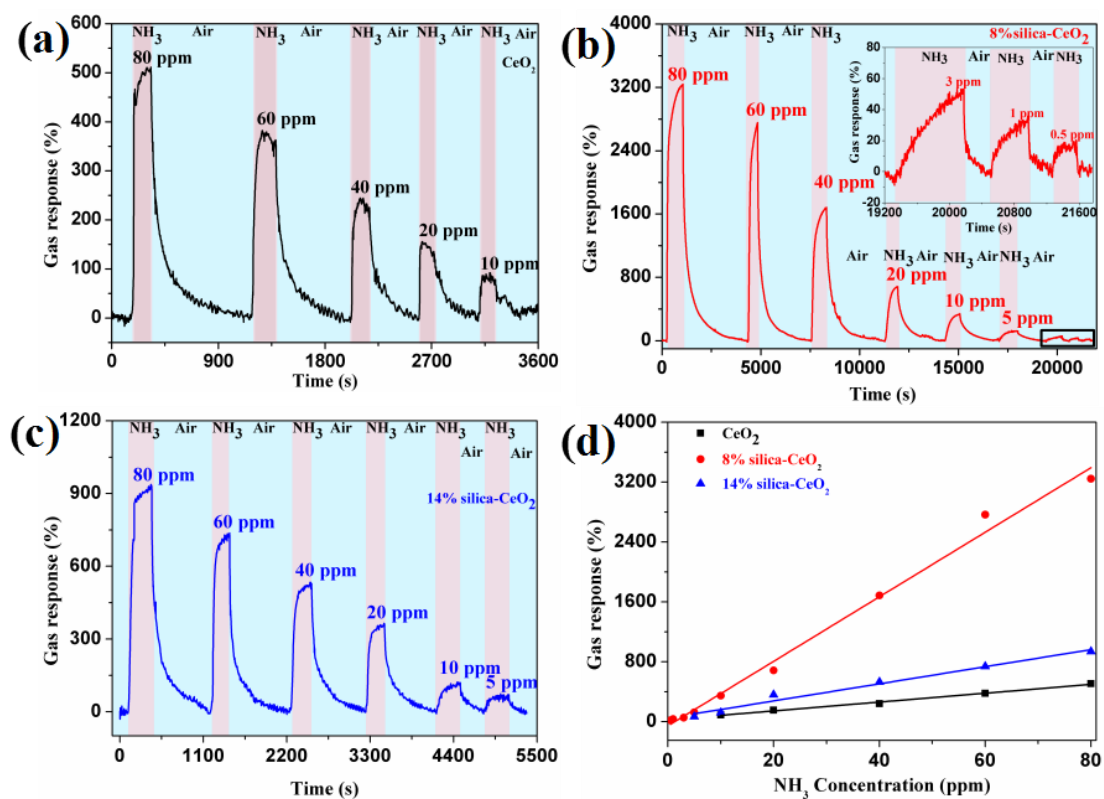 (a)
NH3 Air NH3 Air NH3 Air NH3 Air NH3 Air
CeO2
80 ppm
60 ppm
40 ppm
20 ppm
10 ppm
600
500
400
300
200
100
0
Gas response (%)
0 900 1800 2700 3600
Time (s)
(b)
NH3 Air NH3 Air NH3
8%silica-CeO2
80 ppm
60 ppm
40 ppm
Air NH3 Air NH3 Air NH3 Air
20 ppm
10 ppm
5 ppm
4000
3200
2400
1600
800
0
Gas response (%)
0 5000 10000 15000 20000
Time (s)
NH3 Air NH3 Air NH3
3 ppm
1 ppm
0.5 ppm
80
60
40
20
0
-20
Gas response (%)
19200 20000 20800 21600
Time (s)
(c)
NH3 Air NH3 Air NH3 Air NH3 Air NH3 NH3
Air Air
14% silica-CeO2
80 ppm
60 ppm
40 ppm
20 ppm
10 ppm
5 ppm
1200
900
600
300
0
Gas response (%)
0 1100 2200 3300 4400 5500
Time (s)
(d)
CeO2
8% silica-CeO2
14% silica-CeO2
4000
3200
2400
1600
800
0
Gas response (%)
0 20 40 60 80
NH3 Concentration (ppm)